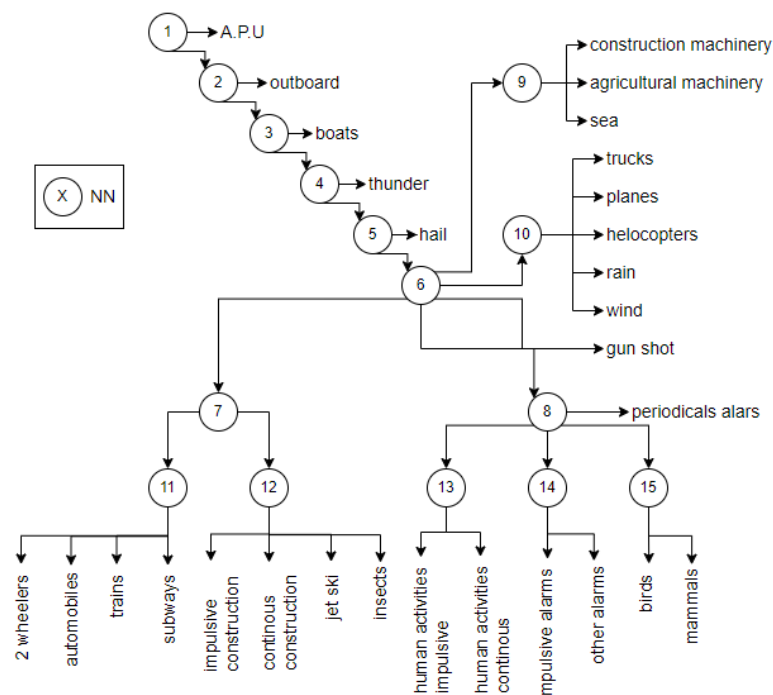 1
A.P.U
2
outboard
3
boats
4
thunder
5
hail
6
X
NN
9
construction machinery
agricultural machinery
sea
10
trucks
planes
helocopters
rain
wind
gun shot
7
8
periodicals alars
11
12
13
14
15
2 wheelers
automobiles
trains
subways
impulsive
construction
continous
construction
jet ski
insects
human activities
impulsive
human activities
continous
mpulsive alarms
other alarms
birds
mammals